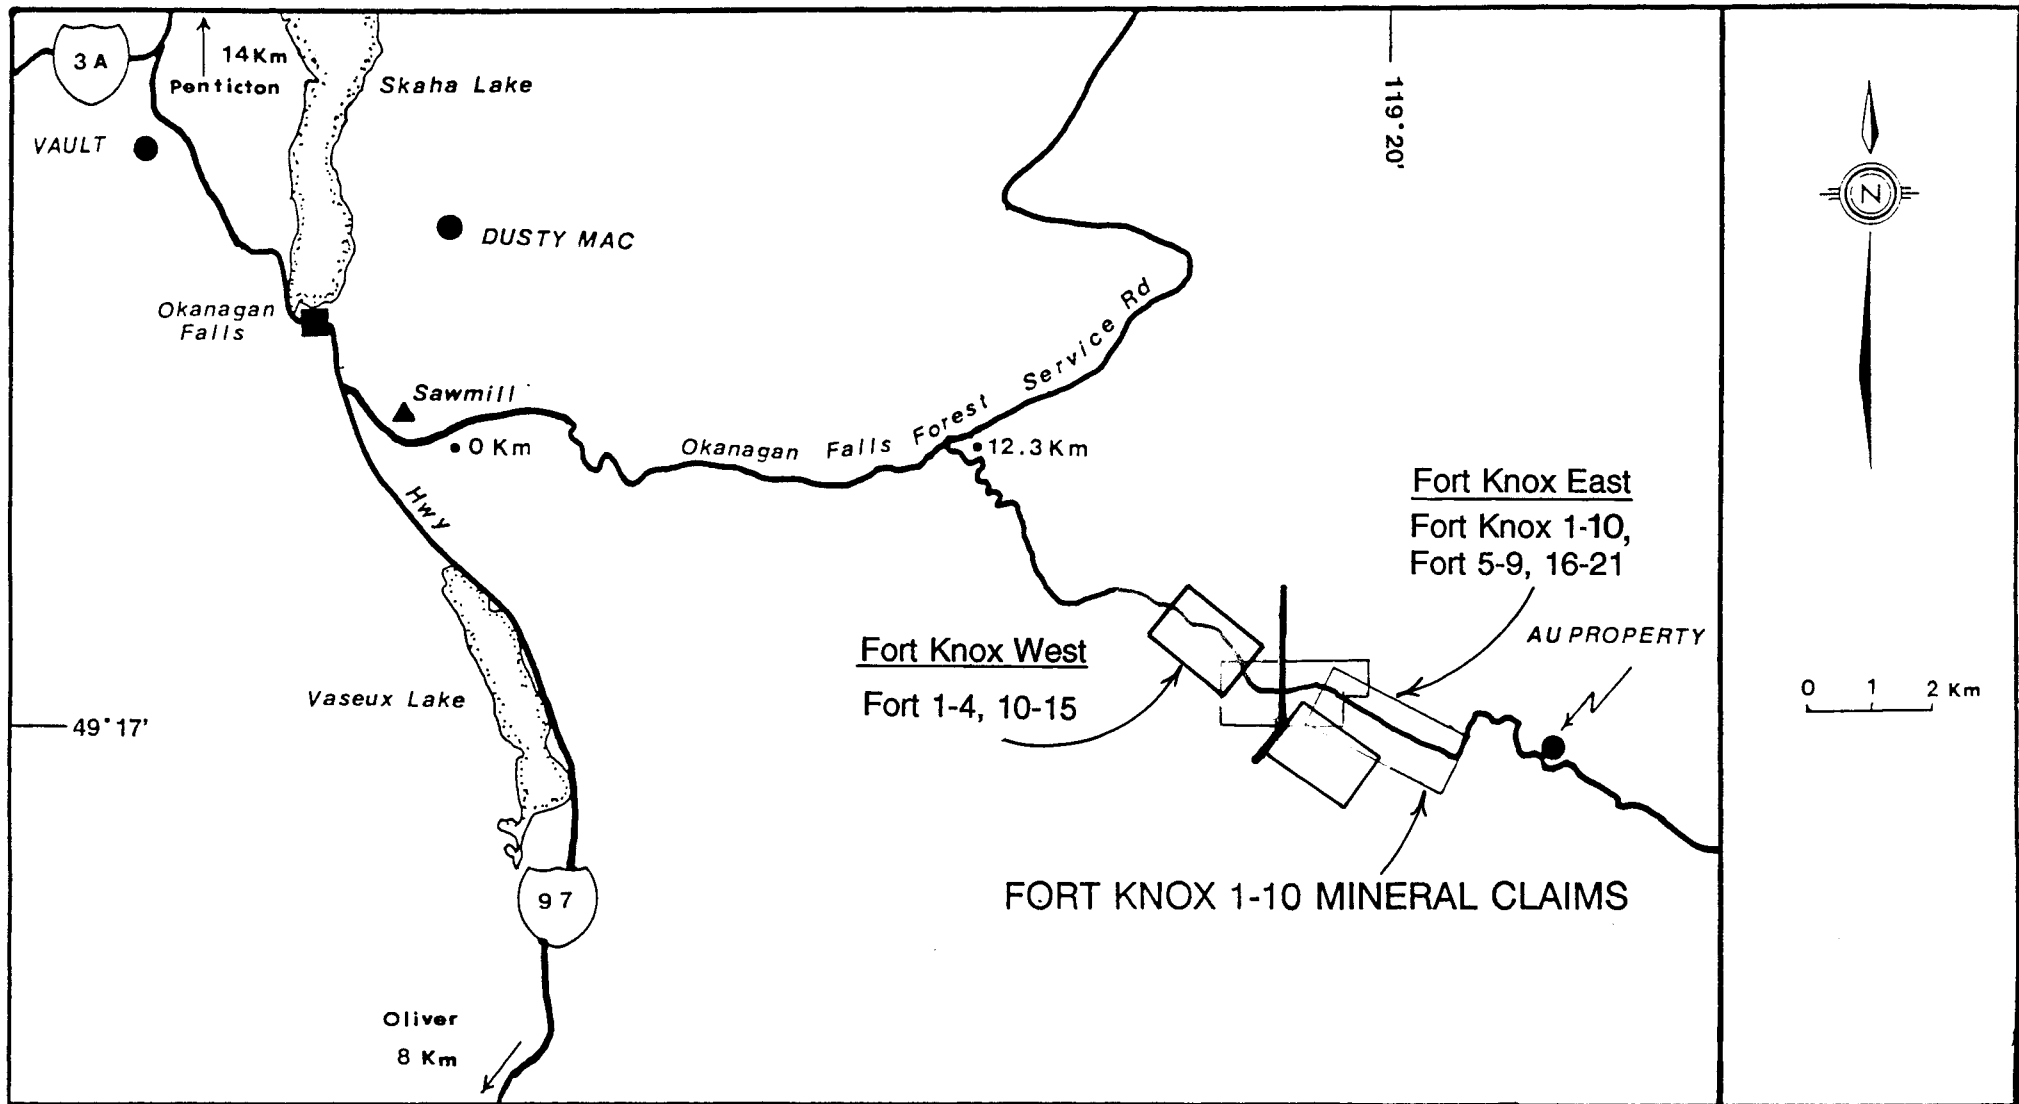 3 A
14 Km
Penticton
Skaha Lake
119°20'
VAULT
N
DUSTY MAC
Okanagan
Falls
Sawmill
0 Km
Okanagan Falls Forest Service Rd
12.3 Km
Hwy
Fort Knox East
Fort Knox 1-10,
Fort 5-9, 16-21
AU PROPERTY
Fort Knox West
Fort 1-4, 10-15
Vaseux Lake
0 1 2 Km
49°17'
FORT KNOX 1-10 MINERAL CLAIMS
97
Oliver
8 Km